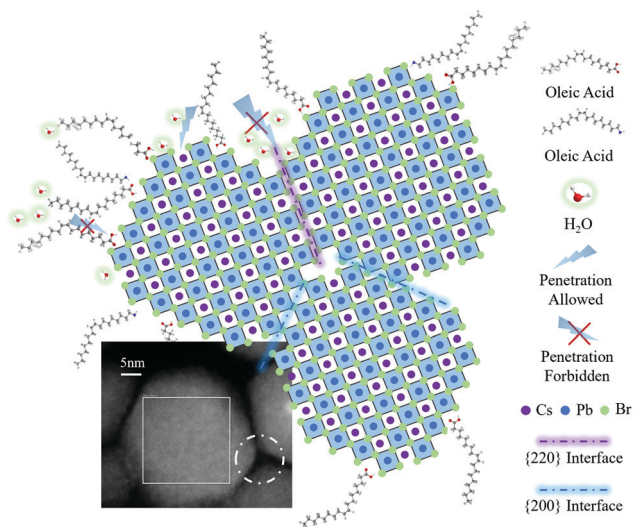 5nm
Oleic Acid
Oleic Acid
H₂O
Penetration
Allowed
Penetration
Forbidden
Cs Pb Br
{220} Interface
{200} Interface